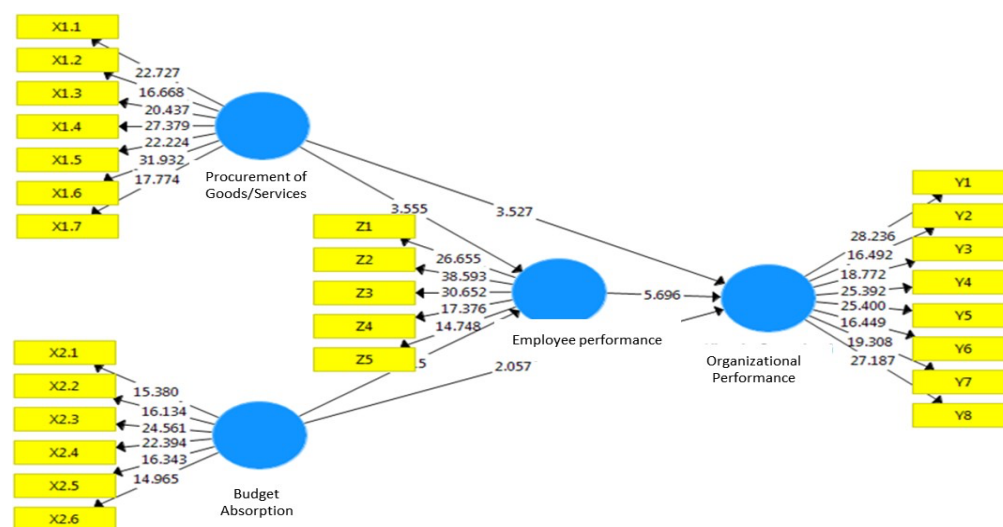 X1.1
X1.2
X1.3
X1.4
X1.5
X1.6
X1.7
22.727
16.668
20.437
27.379
22.224
31.932
17.774
Procurement of
Goods/Services
3.555
3.527
Z1
Z2
Z3
Z4
Z5
26.655
38.593
30.652
17.376
14.748
Employee performance
5.696
2.057
X2.1
X2.2
X2.3
X2.4
X2.5
X2.6
15.380
16.134
24.561
22.394
16.343
14.965
Budget
Absorption
Organizational
Performance
28.236
16.492
18.772
25.392
25.400
16.449
19.308
27.187
Y1
Y2
Y3
Y4
Y5
Y6
Y7
Y8